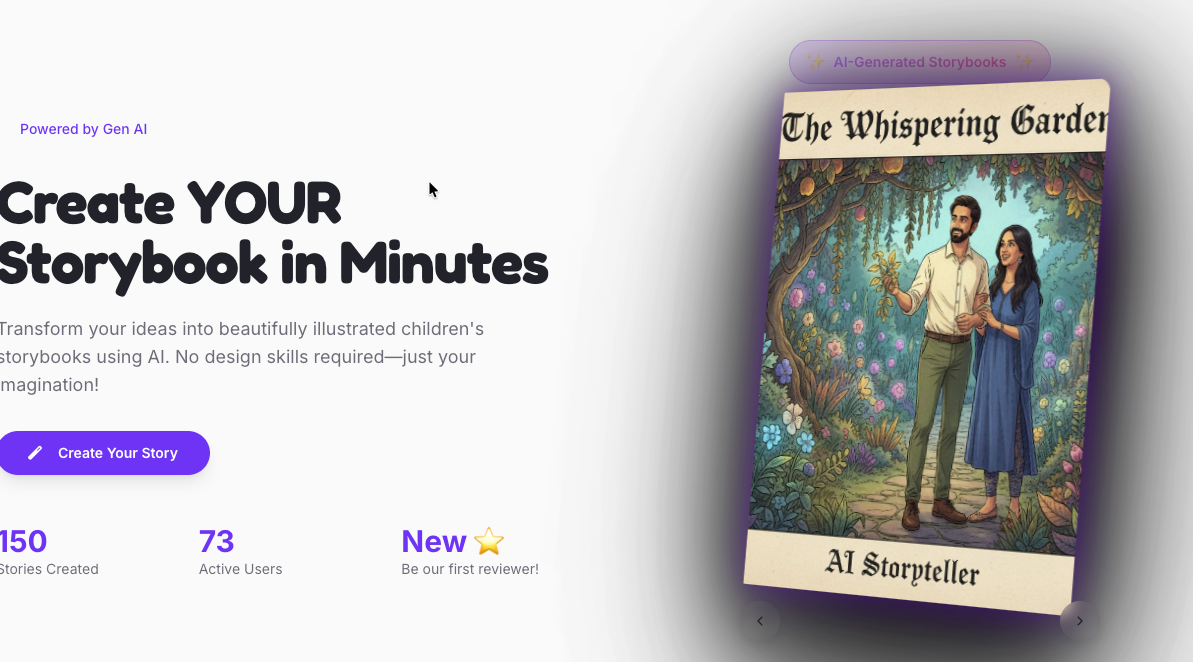 Powered by Gen AI
Create YOUR
Storybook in Minutes
Transform your ideas into beautifully illustrated children's
storybooks using AI. No design skills required—just your
imagination!
Create Your Story
150
Stories Created
73
Active Users
New ⭐
Be our first reviewer!
✨ AI-Generated Storybooks ✨
The Whispering Garden
AI Storyteller